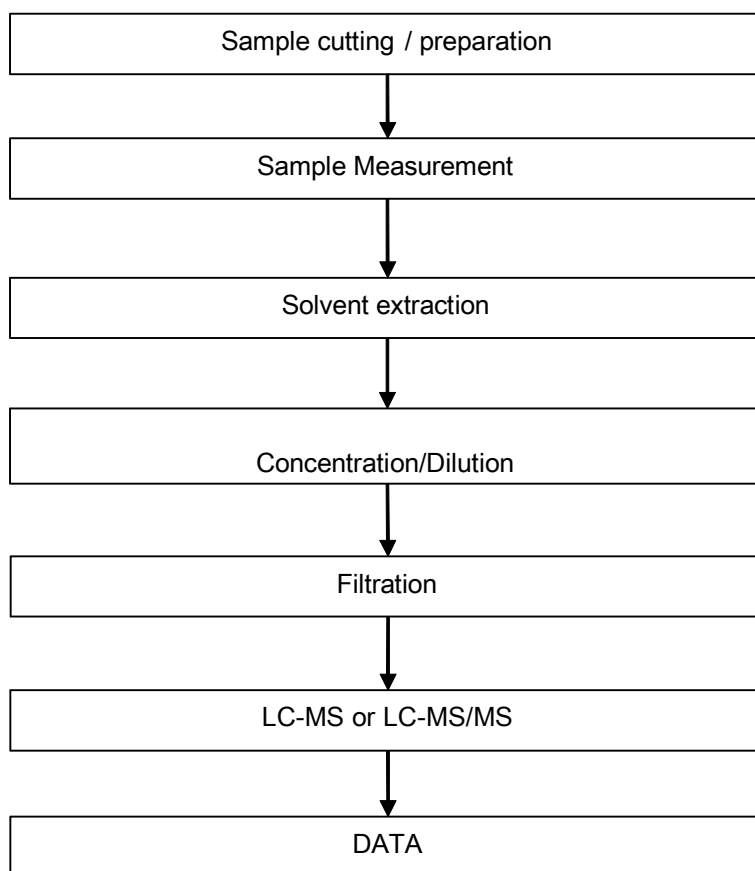 Sample cutting / preparation
Sample Measurement
Solvent extraction
Concentration/Dilution
Filtration
LC-MS or LC-MS/MS
DATA